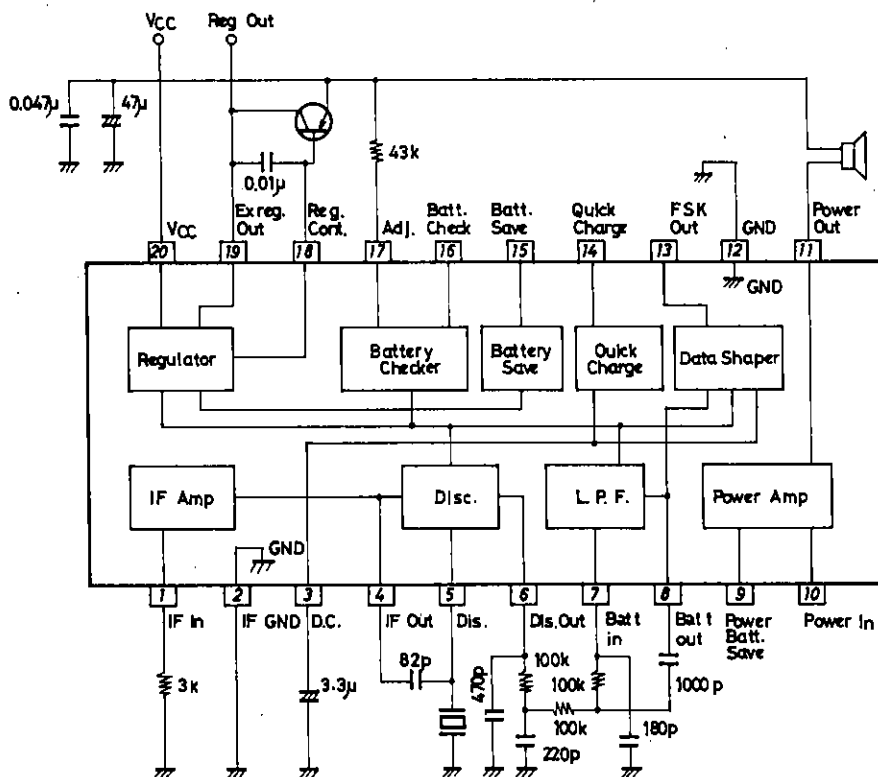 VCC
Reg Out
0.047μ
47μ
0.01μ
43k
VCC
Exreg. Out
Reg. Cont.
Adj.
Batt. Check
Batt. Save
Quick Charge
FSK Out
GND
Power Out
20
19
18
17
16
15
14
13
12
11
GND
Regulator
Battery Checker
Battery Save
Quick Charge
Data Shaper
IF Amp
Disc.
L. P. F.
Power Amp
GND
1
2
3
4
5
6
7
8
9
10
IF In
IF GND
D.C.
IF Out
Dis.
Dis.Out
Batt in
Batt out
Power Batt. Save
Power In
3k
3.3μ
82p
470p
100k
100k
100k
220p
180p
1000p